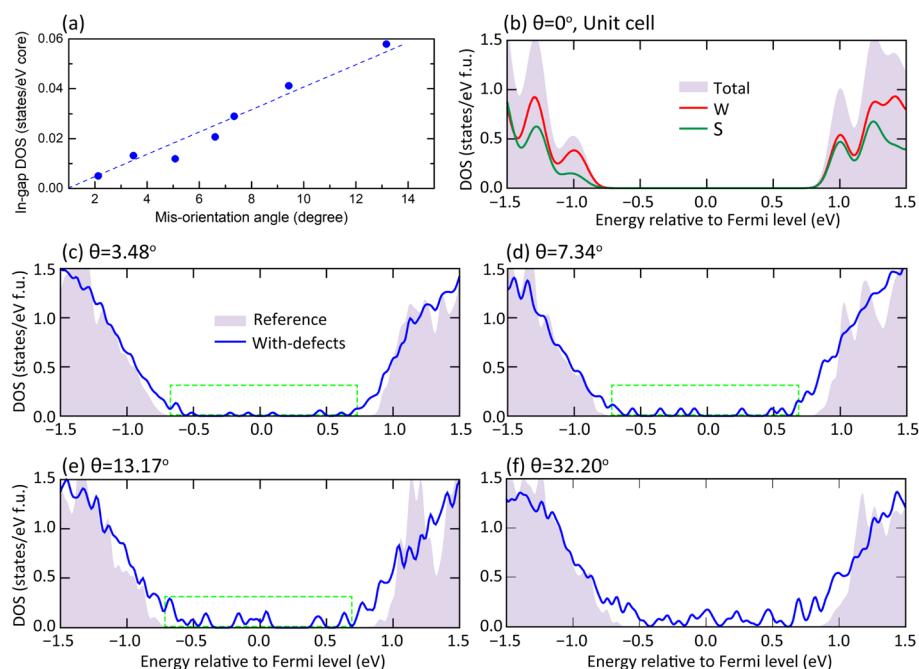 (a)
In-gap DOS (states/eV core)
0.06
0.04
0.02
0.00
2 4 6 8 10 12 14
Mis-orientation angle (degree)
(b) θ=0°, Unit cell
DOS (states/eV f.u.)
1.5
1.0
0.5
0.0
Total
W
S
−1.5 −1.0 −0.5 0.0 0.5 1.0 1.5
Energy relative to Fermi level (eV)
(c) θ=3.48°
DOS (states/eV f.u.)
1.5
1.0
0.5
0.0
Reference
With-defects
−1.5 −1.0 −0.5 0.0 0.5 1.0 1.5
(d) θ=7.34°
DOS (states/eV f.u.)
1.5
1.0
0.5
0.0
−1.5 −1.0 −0.5 0.0 0.5 1.0 1.5
(e) θ=13.17°
DOS (states/eV f.u.)
1.5
1.0
0.5
0.0
−1.5 −1.0 −0.5 0.0 0.5 1.0 1.5
Energy relative to Fermi level (eV)
(f) θ=32.20°
DOS (states/eV f.u.)
1.5
1.0
0.5
0.0
−1.5 −1.0 −0.5 0.0 0.5 1.0 1.5
Energy relative to Fermi level (eV)